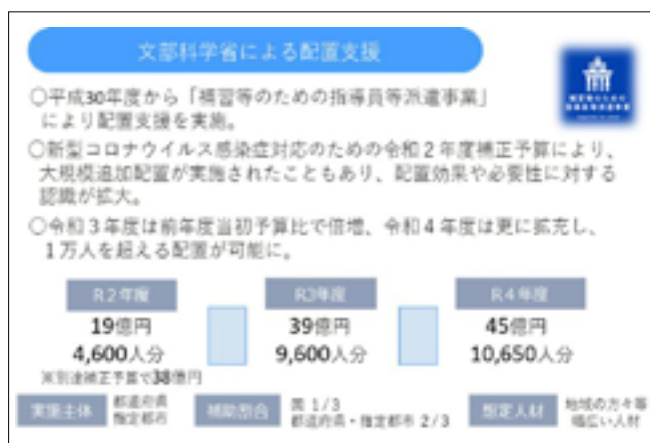 文部科学省による配置支援
○平成30年度から「補習等のための指導員等派遣事業」
により配置支援を実施。
○新型コロナウイルス感染症対応のための令和２年度補正予算により、
大規模追加配置が実施されたこともあり、配置効果や必要性に対する
認識が拡大。
○令和３年度は前年度当初予算比で倍増、令和４年度は更に拡充し、
１万人を超える配置が可能に。
R２年度
R3年度
R４年度
19億円
39億円
45億円
4,600人分
9,600人分
10,650人分
※別途補正予算で38億円
実施主体
都道府県
指定都市
補助割合
国 1/3
都道府県・指定都市 2/3
想定人材
地域の方々等
幅広い人材